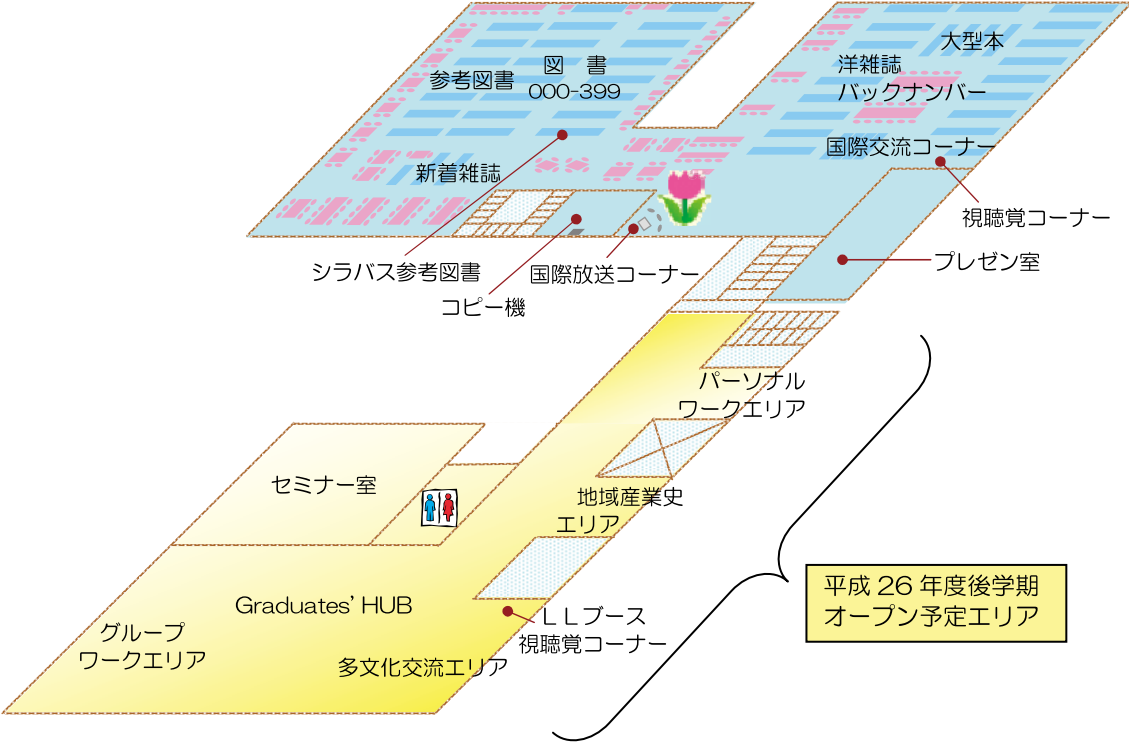 大型本
図 書
000-399
参考図書
洋雑誌
バックナンバー
国際交流コーナー
新着雑誌
視聴覚コーナー
プレゼン室
シラバス参考図書
国際放送コーナー
コピー機
パーソナル
ワークエリア
セミナー室
地域産業史
エリア
平成 26 年度後学期
オープン予定エリア
Graduates' HUB
ＬＬブース
視聴覚コーナー
グループ
ワークエリア
多文化交流エリア